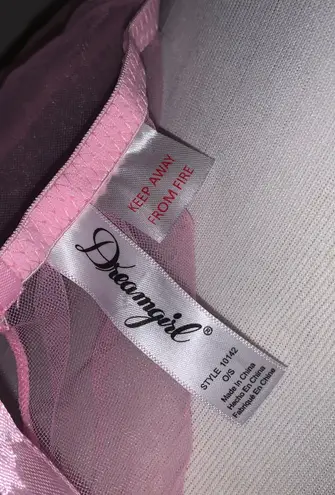 KEEP AWAY
FROM FIRE
Dreamgirl®
STYLE 10142
O/S
Made In China
Hecho En China
Fabriqué En Chine